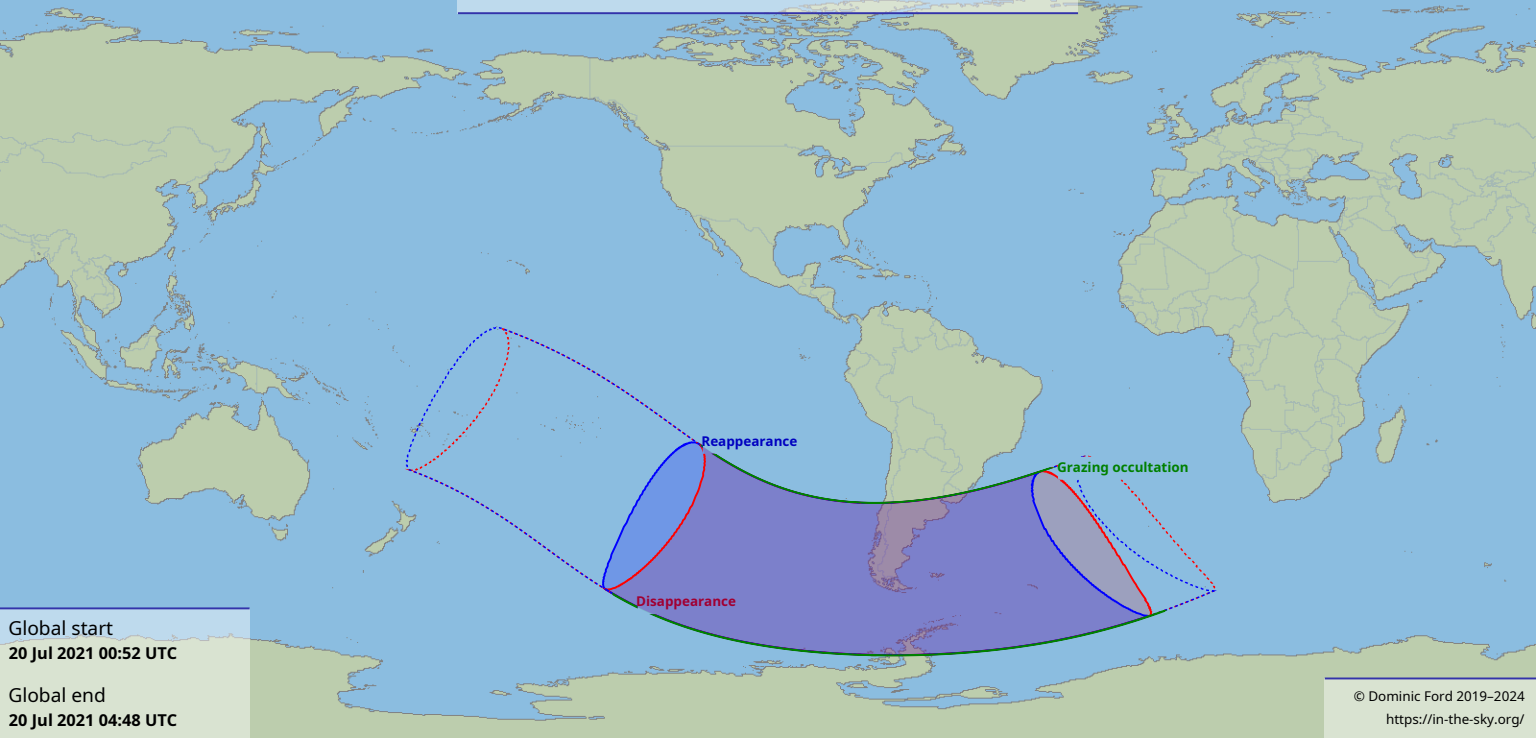 Reappearance
Grazing occultation
Disappearance
Global start
20 Jul 2021 00:52 UTC
Global end
20 Jul 2021 04:48 UTC
© Dominic Ford 2019–2024
https://in-the-sky.org/